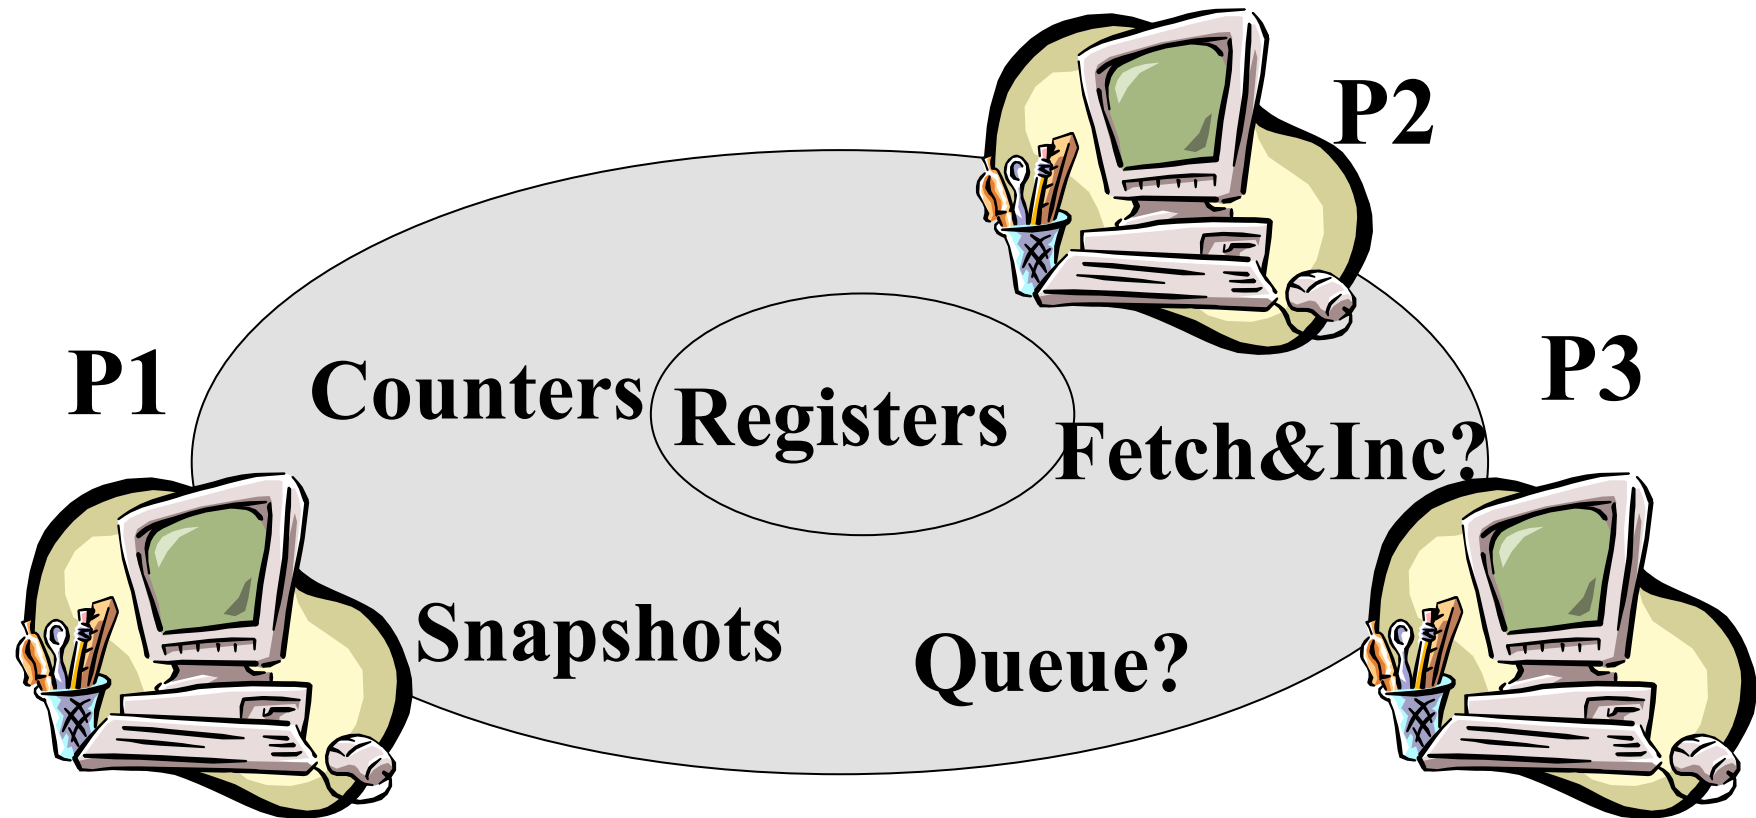 P2
P1
P3
Counters
Registers
Fetch&Inc?
Snapshots
Queue?